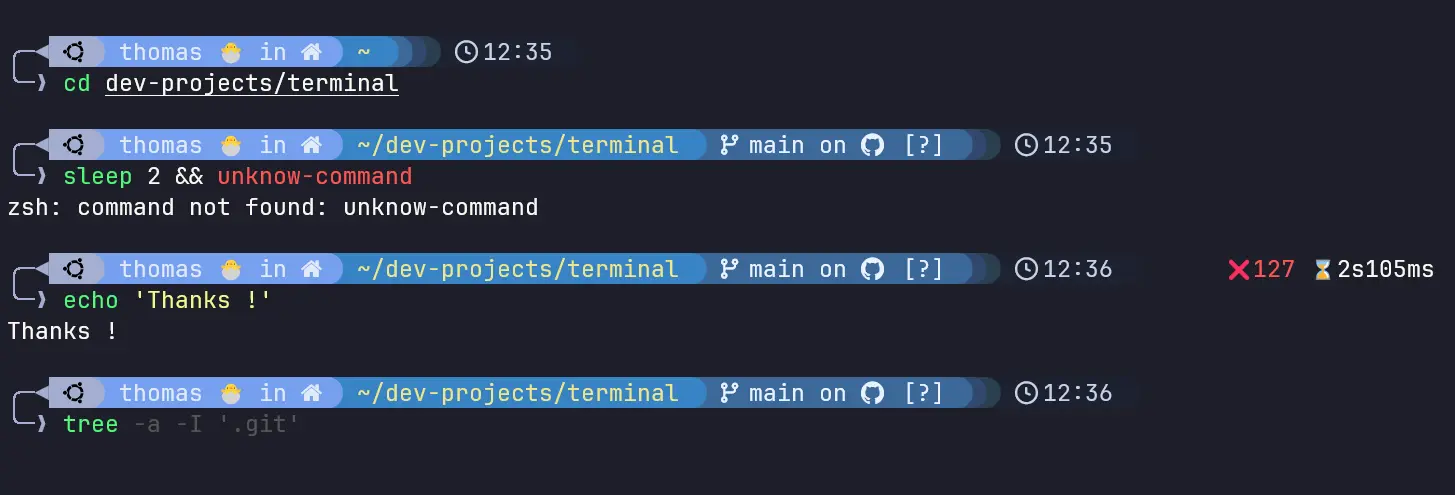 thomas 🐣 in ~ 12:35
cd dev-projects/terminal
thomas 🐣 in ~/dev-projects/terminal main on [?] 12:35
sleep 2 && unknow-command
zsh: command not found: unknow-command
thomas 🐣 in ~/dev-projects/terminal main on [?] 12:36 ❌127 ⌛2s105ms
echo 'Thanks !'
Thanks !
thomas 🐣 in ~/dev-projects/terminal main on [?] 12:36
tree -a -I '.git'